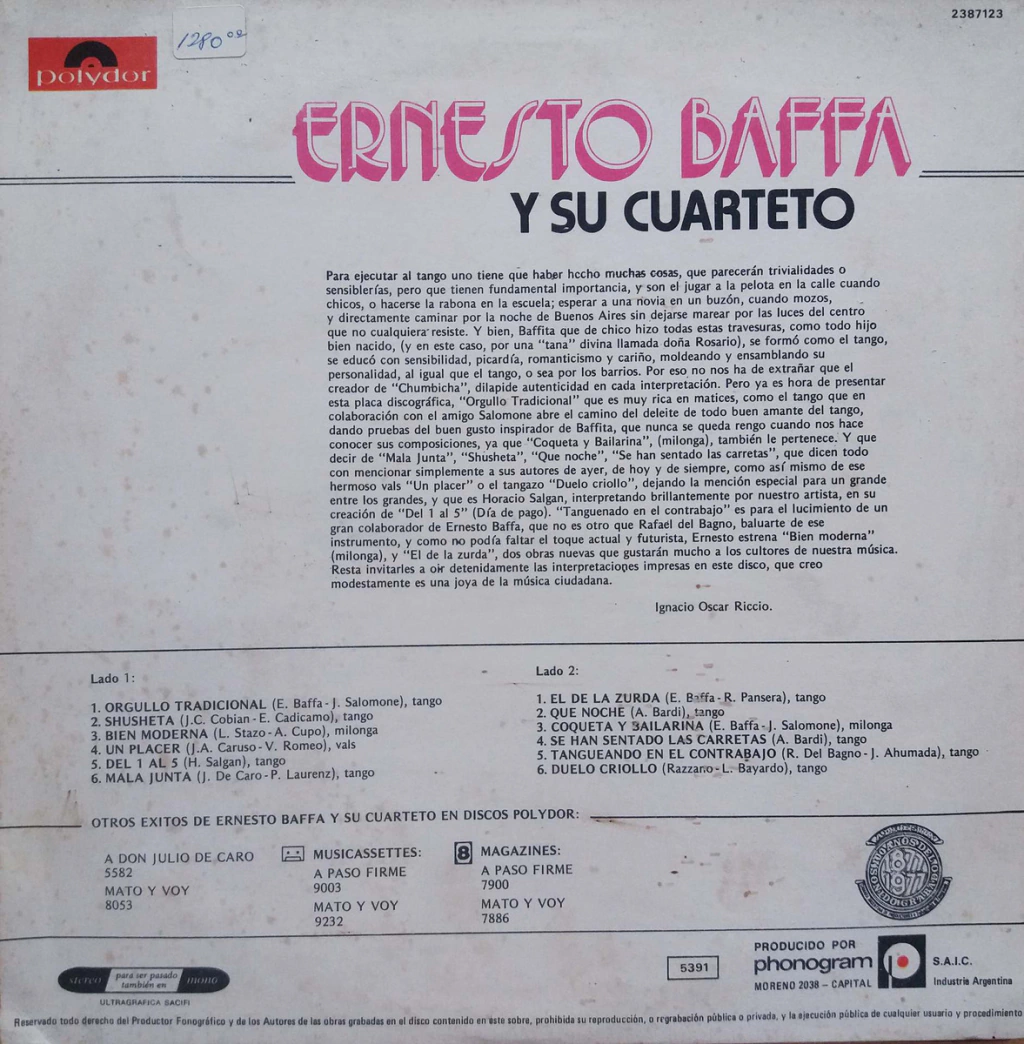 2387123
polydor
1280
ERNESTO BAFFA
Y SU CUARTETO
Para ejecutar al tango uno tiene que haber hecho muchas cosas, que parecerán trivialidades o
sensiblerías, pero que tienen fundamental importancia, y son el jugar a la pelota en la calle cuando
chicos, o hacerse la rabona en la escuela; esperar a una novia en un buzón, cuando mozos,
y directamente caminar por la noche de Buenos Aires sin dejarse marear por las luces del centro
que no cualquiera resiste. Y bien, Baffita que de chico hizo todas estas travesuras, como todo hijo
bien nacido, (y en este caso, por una "tana" divina llamada doña Rosario), se formó como el tango,
se educó con sensibilidad, picardía, romanticismo y cariño, moldeando y ensamblando su
personalidad, al igual que el tango, o sea por los barrios. Por eso no nos ha de extrañar que el
creador de "Chumbicha", dilapide autenticidad en cada interpretación. Pero ya es hora de presentar
esta placa discográfica, "Orgullo Tradicional" que es muy rica en matices, como el tango que en
colaboración con el amigo Salomone abre el camino del deleite de todo buen amante del tango,
dando pruebas del buen gusto inspirador de Baffita, que nunca se queda rengo cuando nos hace
conocer sus composiciones, ya que "Coqueta y Bailarina", (milonga), también le pertenece. Y que
decir de "Mala Junta", "Shusheta", "Que noche", "Se han sentado las carretas", que dicen todo
con mencionar simplemente a sus autores de ayer, de hoy y de siempre, como así mismo de ese
hermoso vals "Un placer" o el tangazo "Duelo criollo", dejando la mención especial para un grande
entre los grandes, y que es Horacio Salgan, interpretando brillantemente por nuestro artista, en su
creación de "Del 1 al 5" (Día de pago). "Tanguenado en el contrabajo" es para el lucimiento de un
gran colaborador de Ernesto Baffa, que no es otro que Rafael del Bagno, baluarte de ese
instrumento, y como no podía faltar el toque actual y futurista, Ernesto estrena "Bien moderna"
(milonga), y "El de la zurda", dos obras nuevas que gustarán mucho a los cultores de nuestra música.
Resta invitarles a oir detenidamente las interpretaciones impresas en este disco, que creo
modestamente es una joya de la música ciudadana.
Ignacio Oscar Riccio.
Lado 1:
1. ORGULLO TRADICIONAL (E. Baffa - J. Salomone), tango
2. SHUSHETA (J.C. Cobian - E. Cadicamo), tango
3. BIEN MODERNA (L. Stazo - A. Cupo), milonga
4. UN PLACER (J.A. Caruso - V. Romeo), vals
5. DEL 1 AL 5 (H. Salgan), tango
6. MALA JUNTA (J. De Caro - P. Laurenz), tango
Lado 2:
1. EL DE LA ZURDA (E. Baffa - R. Pansera), tango
2. QUE NOCHE (A. Bardi), tango
3. COQUETA Y BAILARINA (E. Baffa - J. Salomone), milonga
4. SE HAN SENTADO LAS CARRETAS (A. Bardi), tango
5. TANGUEANDO EN EL CONTRABAJO (R. Del Bagno - J. Ahumada), tango
6. DUELO CRIOLLO (Razzano - L. Bayardo), tango
OTROS EXITOS DE ERNESTO BAFFA Y SU CUARTETO EN DISCOS POLYDOR:
A DON JULIO DE CARO
5582
MATO Y VOY
8053
MUSICASSETTES:
A PASO FIRME
9003
MATO Y VOY
9232
8 MAGAZINES:
A PASO FIRME
7900
MATO Y VOY
7886
1877
1977
stereo para ser pasado también en mono
ULTRAGRAFICA SACIFI
5391
PRODUCIDO POR
phonogram
MORENO 2038 – CAPITAL
S.A.I.C.
Industria Argentina
Reservado todo derecho del Productor Fonográfico y de los Autores de las obras grabadas en el disco contenido en este sobre, prohibida su reproducción, o regrabación pública o privada, y la ejecución pública de cualquier usuario y procedimiento